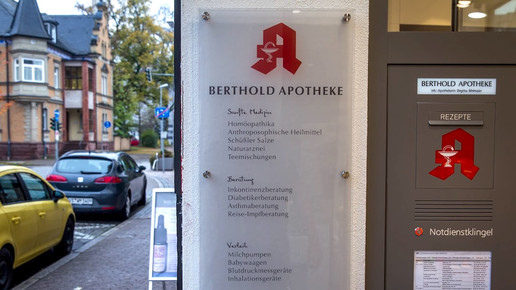 BERTHOLD APOTHEKE
Sanfte Medizin
Homöopathika
Anthroposophische Heilmittel
Schüßler Salze
Naturarznei
Teemischungen
Beratung
Inkontinenzberatung
Diabetikerberatung
Asthmaberatung
Reise-Impfberatung
Verleih
Milchpumpen
Babywaagen
Blutdruckmessgeräte
Inhalationsgeräte
BERTHOLD APOTHEKE
REZEPTE
Notdienstklingel